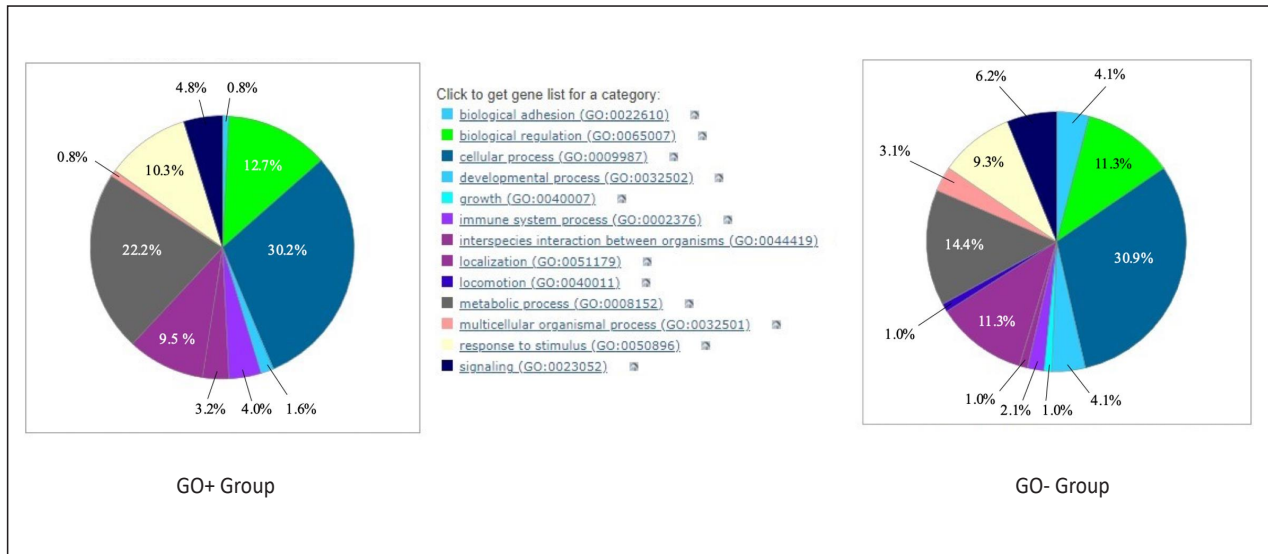 4.8%
0.8%
12.7%
0.8%
10.3%
22.2%
30.2%
9.5 %
3.2%
4.0%
1.6%
GO+ Group
Click to get gene list for a category:
biological adhesion (GO:0022610)
biological regulation (GO:0065007)
cellular process (GO:0009987)
developmental process (GO:0032502)
growth (GO:0040007)
immune system process (GO:0002376)
interspecies interaction between organisms (GO:0044419)
localization (GO:0051179)
locomotion (GO:0040011)
metabolic process (GO:0008152)
multicellular organismal process (GO:0032501)
response to stimulus (GO:0050896)
signaling (GO:0023052)
6.2%
4.1%
3.1%
9.3%
11.3%
14.4%
30.9%
11.3%
1.0%
1.0%
2.1%
1.0%
4.1%
GO- Group